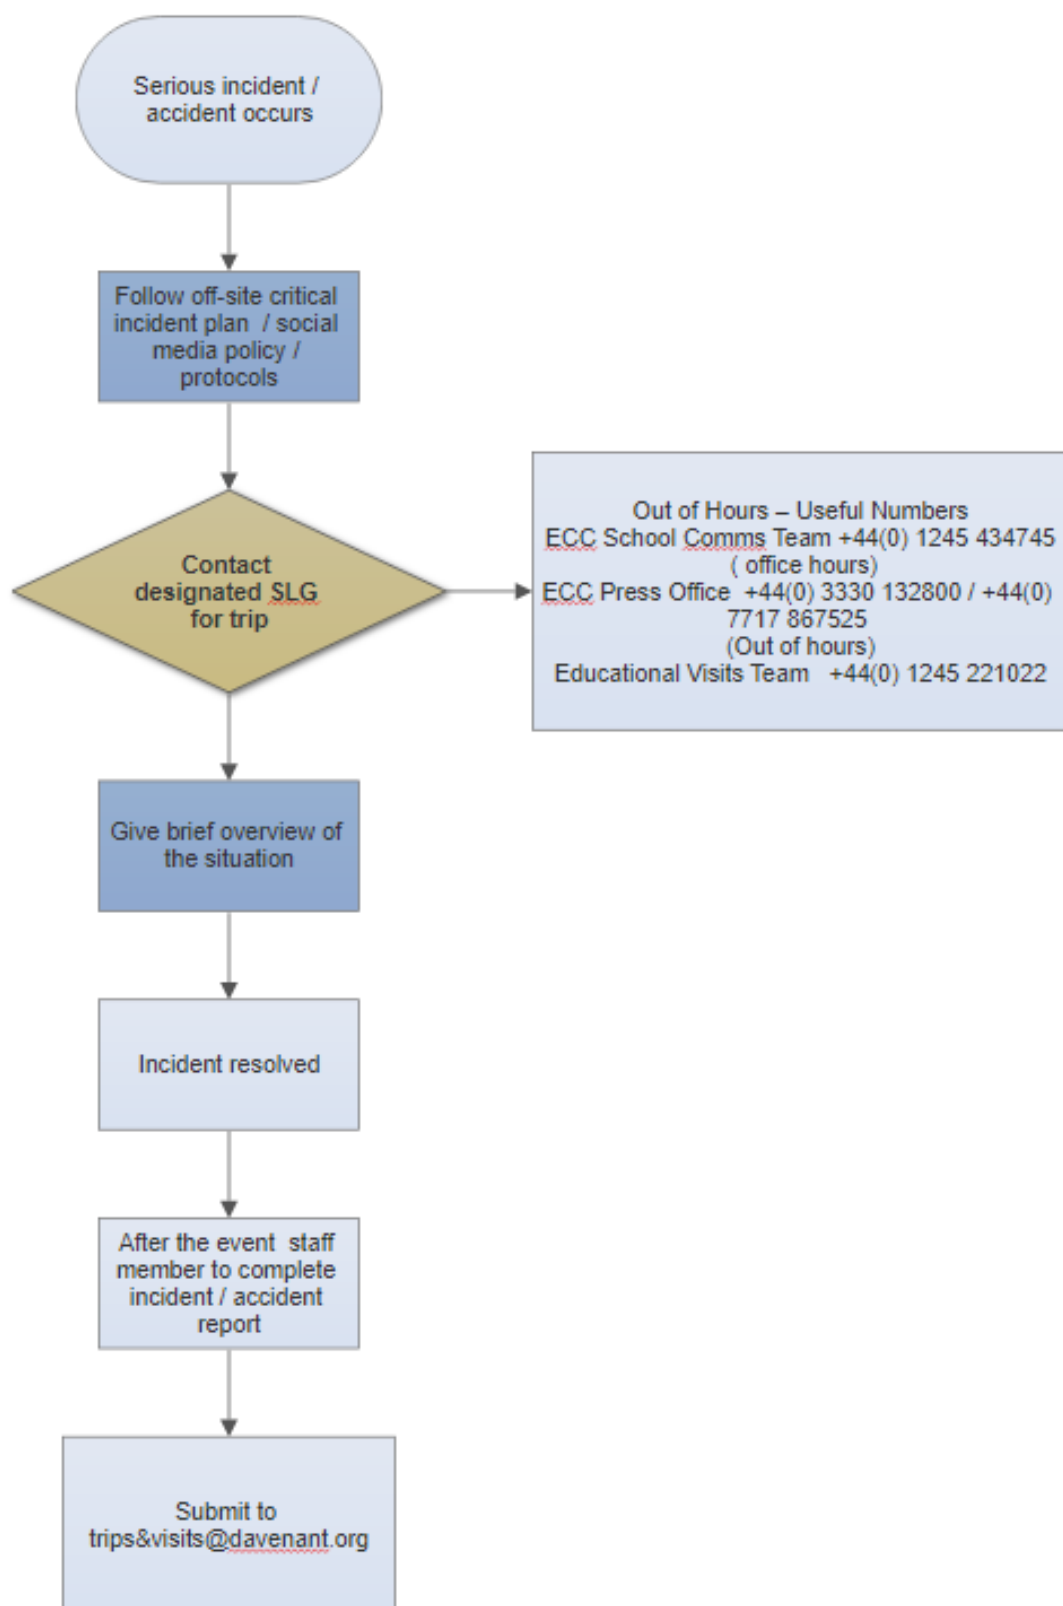 Serious incident /
accident occurs
Follow off-site critical
incident plan / social
media policy /
protocols
Contact
designated SLG
for trip
Out of Hours – Useful Numbers
ECC School Comms Team +44(0) 1245 434745
( office hours)
ECC Press Office +44(0) 3330 132800 / +44(0)
7717 867525
(Out of hours)
Educational Visits Team +44(0) 1245 221022
Give brief overview of
the situation
Incident resolved
After the event staff
member to complete
incident / accident
report
Submit to
trips&visits@davenant.org